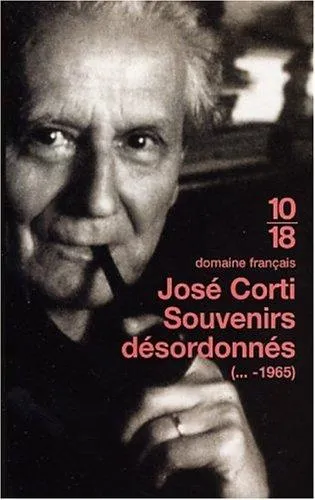 10
18
domaine français
José Corti
Souvenirs
désordonnés
(... -1965)